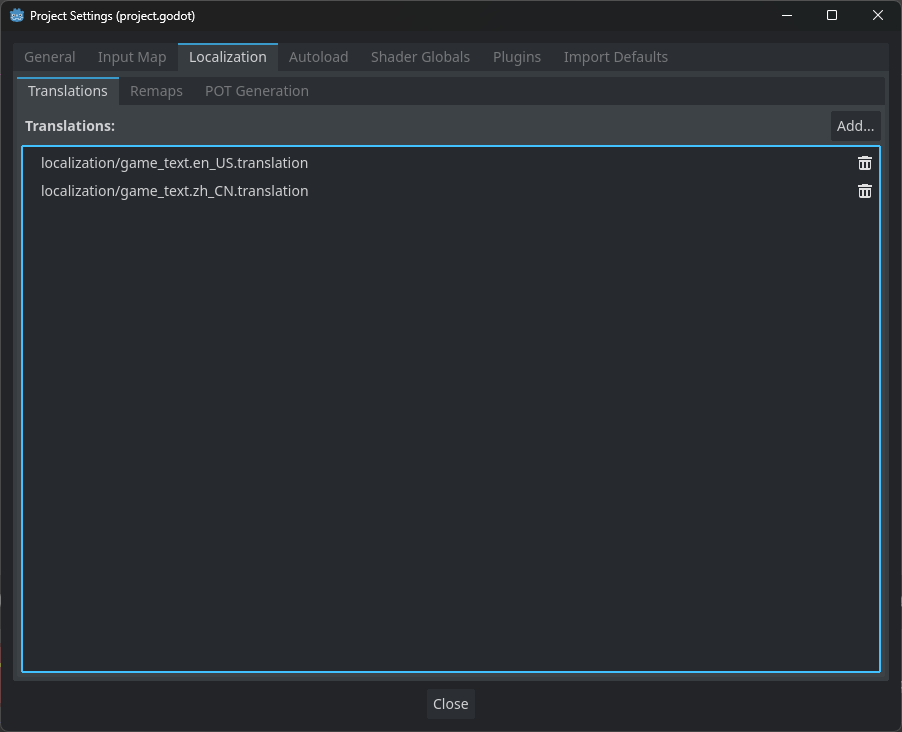 Project Settings (project.godot)
General Input Map Localization Autoload Shader Globals Plugins Import Defaults
Translations Remaps POT Generation
Translations: Add...
localization/game_text.en_US.translation
localization/game_text.zh_CN.translation
Close